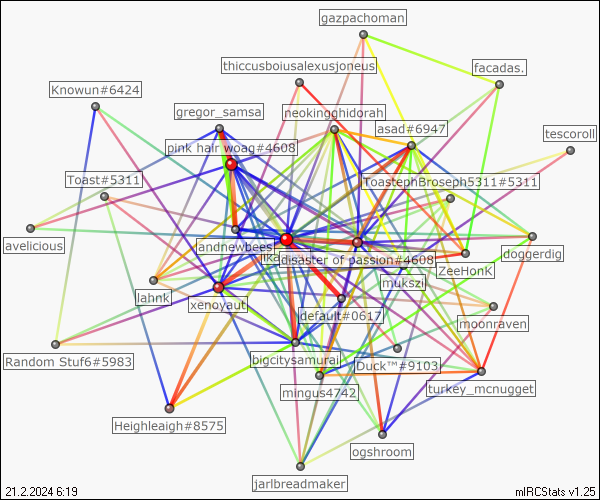 gazpachoman
thiccusboiusalexusjoneus
facadas.
Knowun#6424
gregor_samsa
neokingghidorah
asad#6947
tescoroll
pink hair woag#4608
Toast#5311
ToastephBroseph5311#5311
avelicious
andnewbees
doggerdig
disaster of passion#4608
ZeeHonk
mukszi
lahnk
xenoyaut
default#0617
moonraven
Random Stuf6#5983
bigcitysamurai
Duck™#9103
mingus4742
turkey_mcnugget
Heighleaigh#8575
ogshroom
jarlbreadmaker
21.2.2024 6:19
mIRCStats v1.25